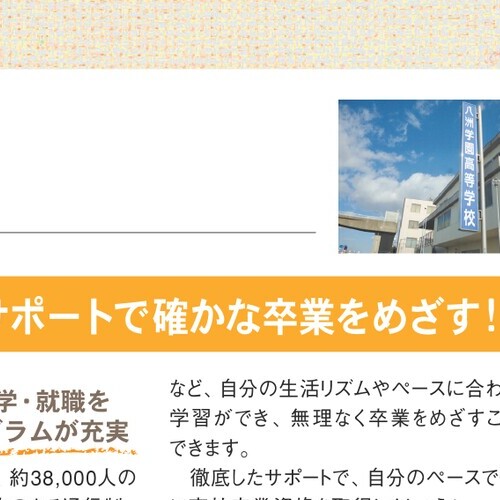 八洲学園高等学校
サポートで確かな卒業をめざす!
学・就職を
グラムが充実
、約38,000人の
など、自分の生活リズムやペースに合わ
学習ができ、無理なく卒業をめざすこ
できます。
徹底したサポートで、自分のペースで